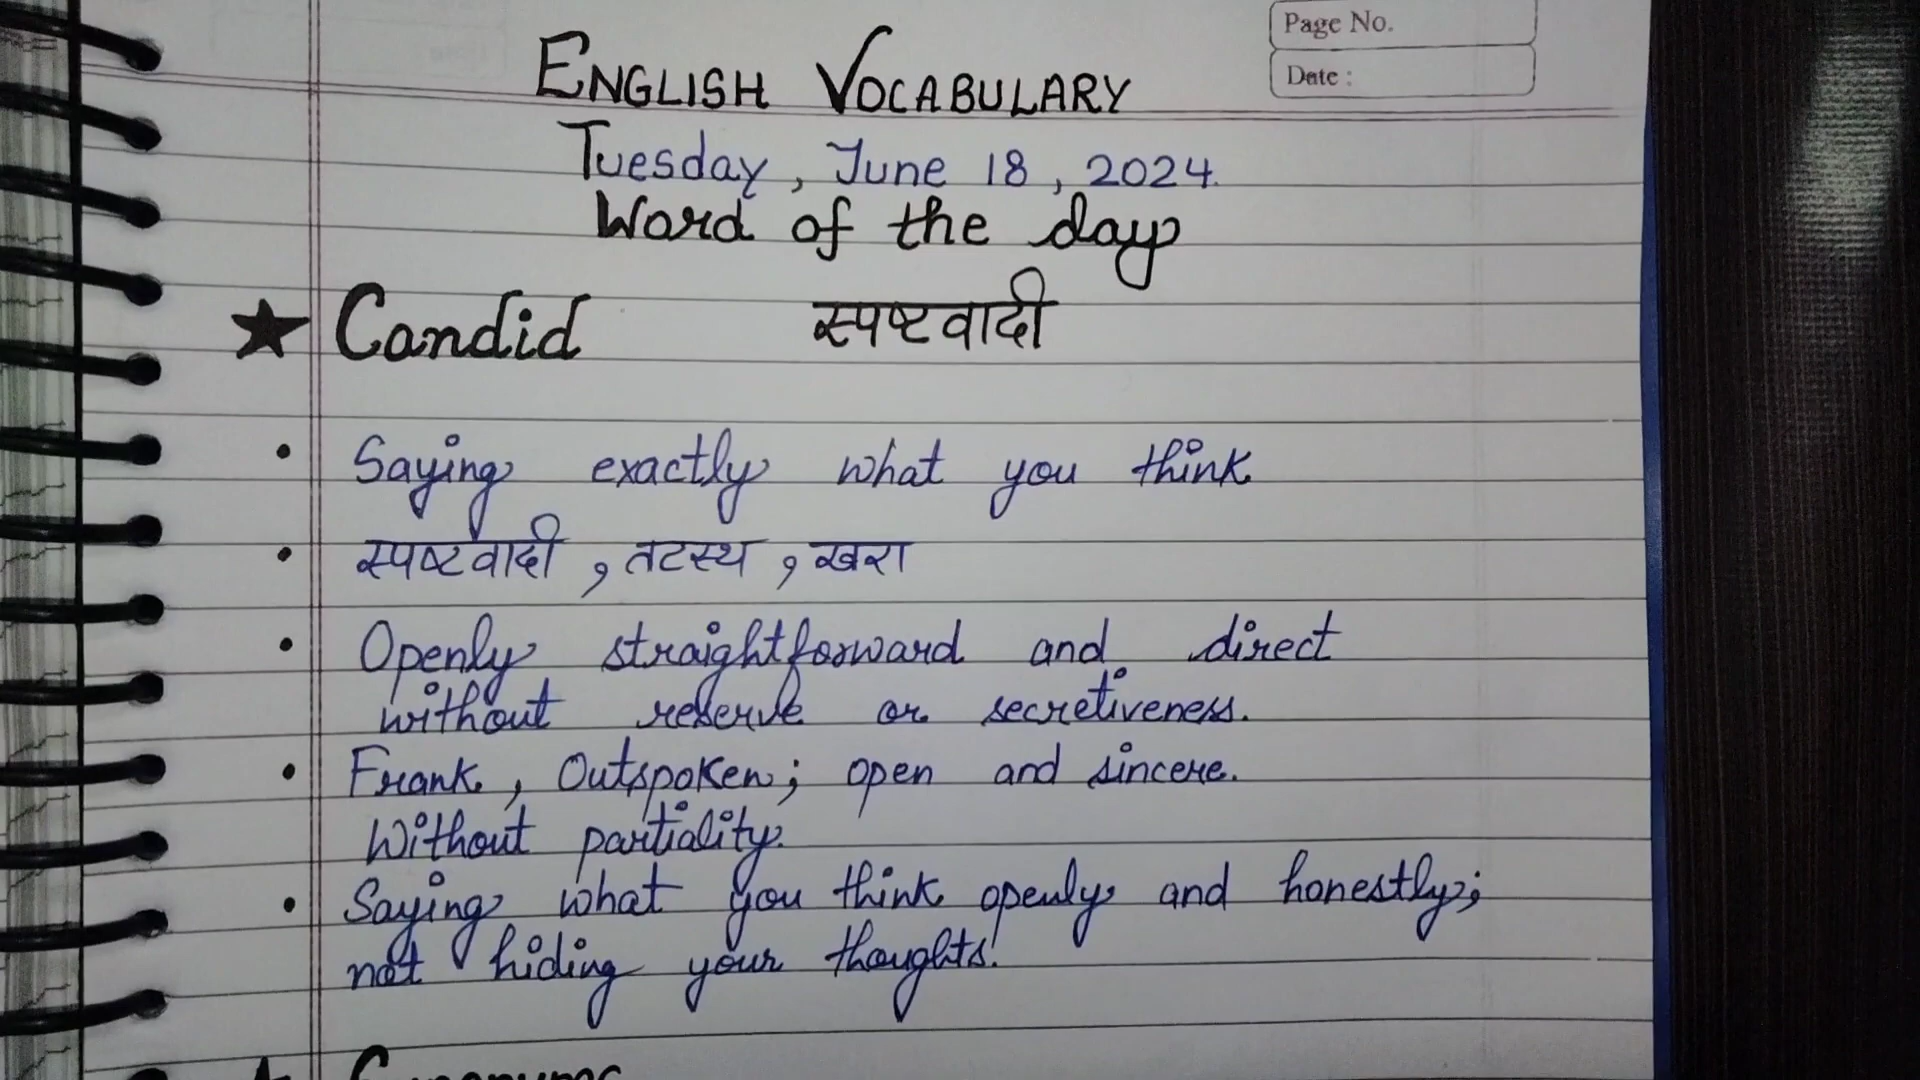 Page No.
Date :
ENGLISH VOCABULARY
Tuesday, June 18, 2024.
Word of the day
★ Candid स्पष्टवादी
• Saying exactly what you think
• स्पष्टवादी, तटस्थ, खरा
• Openly straightforward and direct
without reserve or secretiveness.
• Frank, Outspoken; open and sincere.
Without partiality.
• Saying what you think openly and honestly;
not hiding your thoughts.
Synonyms